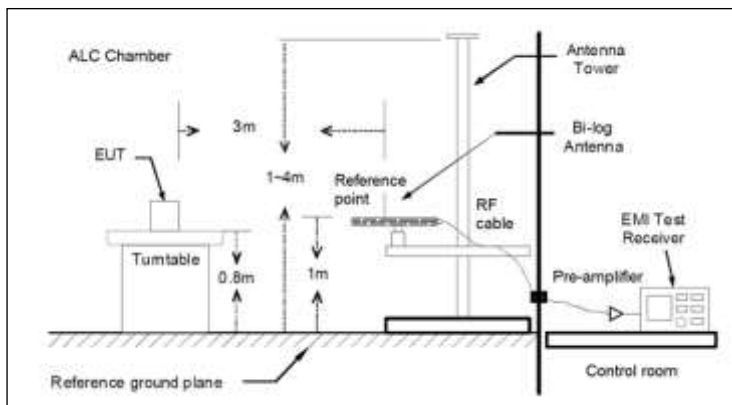 ALC Chamber
Antenna
Tower
3m
Bi-log
Antenna
EUT
1~4m
Reference
point
RF
cable
EMI Test
Receiver
Turntable
0.8m
1m
Pre-amplifier
Reference ground plane
Control room